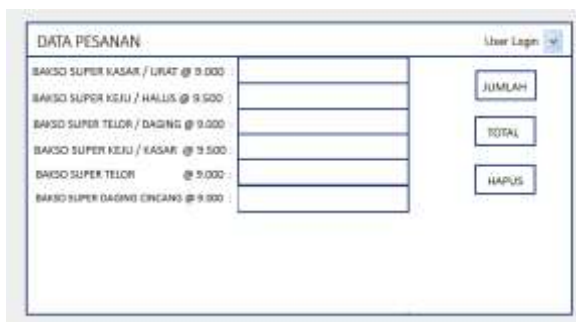 DATA PESANAN
User Login
BAKSO SUPER KASAR / URAT @ 9.000 :
JUMLAH
BAKSO SUPER KEJU / HALUS @ 9.500 :
BAKSO SUPER TELOR / DAGING @ 9.000 :
TOTAL
BAKSO SUPER KEJU / KASAR @ 9.500 :
BAKSO SUPER TELOR @ 9.000 :
HAPUS
BAKSO SUPER DAGING CINCANG @ 9.000 :